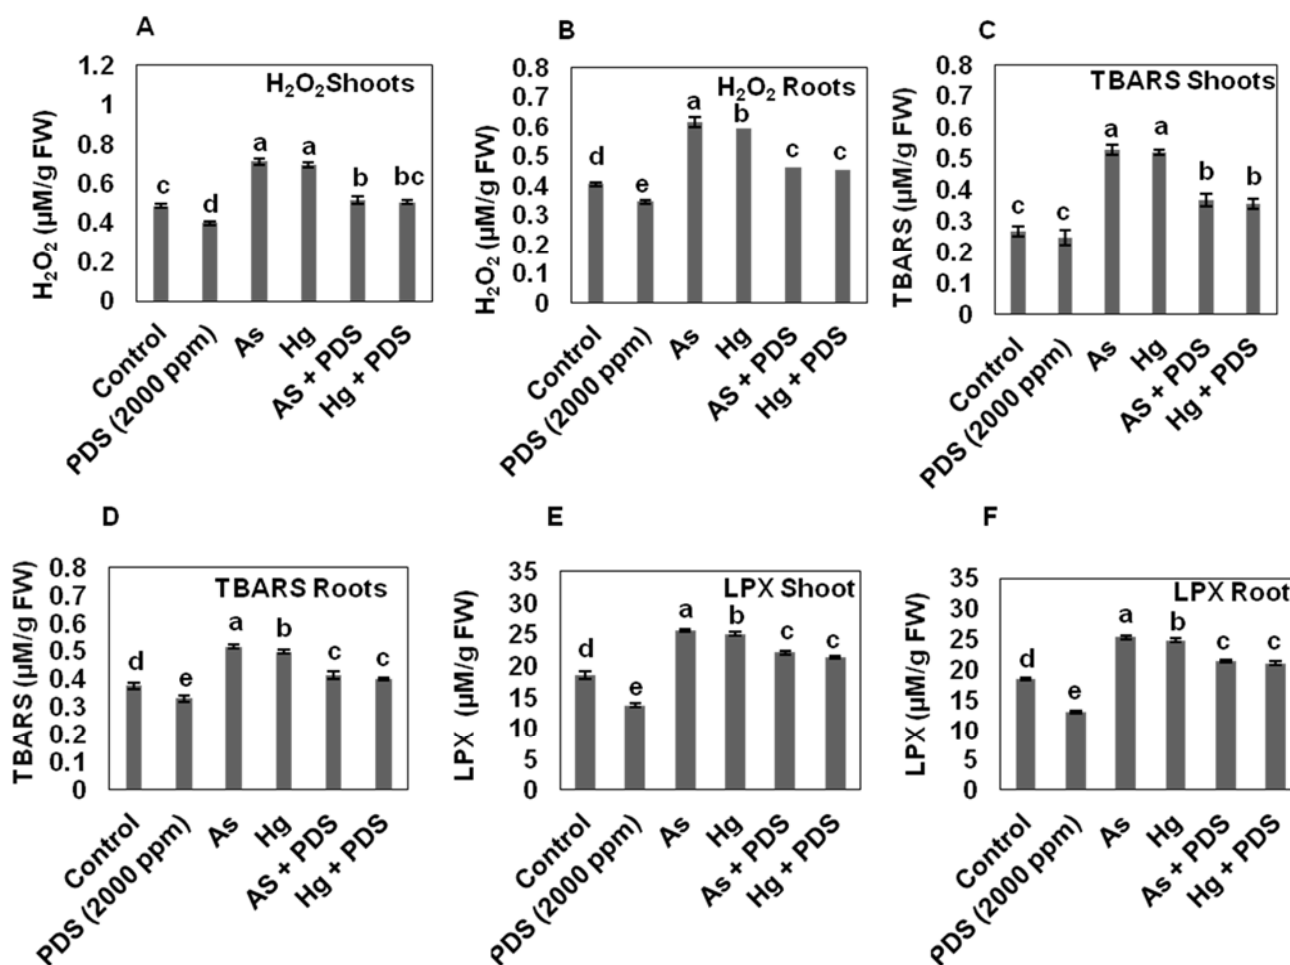 A
H₂O₂Shoots
H₂O₂ (µM/g FW)
1.2
1
0.8
0.6
0.4
0.2
0
c
d
a
a
b
bc
Control
PDS (2000 ppm)
As
Hg
AS + PDS
Hg + PDS
B
H₂O₂ Roots
H₂O₂ (µM/g FW)
0.8
0.7
0.6
0.5
0.4
0.3
0.2
0.1
0
d
e
a
b
c
c
Control
PDS (2000 ppm)
As
Hg
AS + PDS
Hg + PDS
C
TBARS Shoots
TBARS (µM/g FW)
0.8
0.7
0.6
0.5
0.4
0.3
0.2
0.1
0
c
c
a
a
b
b
Control
PDS (2000 ppm)
As
Hg
AS + PDS
Hg + PDS
D
TBARS Roots
TBARS (µM/g FW)
0.8
0.7
0.6
0.5
0.4
0.3
0.2
0.1
0
d
e
a
b
c
c
Control
PDS (2000 ppm)
As
Hg
AS + PDS
Hg + PDS
E
LPX Shoot
LPX (µM/g FW)
35
30
25
20
15
10
5
0
d
e
a
b
c
c
Control
PDS (2000 ppm)
As
Hg
As + PDS
Hg + PDS
F
LPX Root
LPX (µM/g FW)
35
30
25
20
15
10
5
0
d
e
a
b
c
c
Control
PDS (2000 ppm)
As
Hg
As + PDS
Hg + PDS